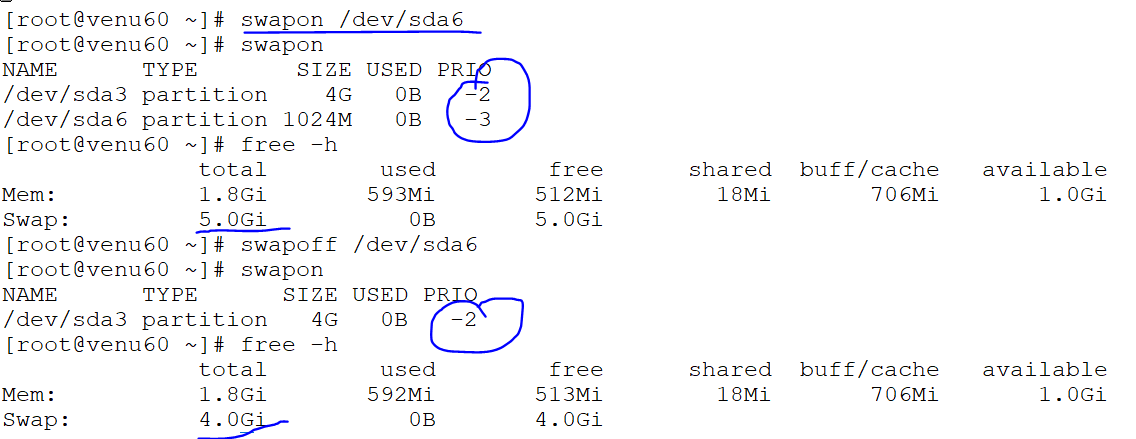 [root@venu60 ~]# swapon /dev/sda6
[root@venu60 ~]# swapon
NAME      TYPE       SIZE USED PRIO
/dev/sda3 partition    4G   0B   -2
/dev/sda6 partition 1024M   0B   -3
[root@venu60 ~]# free -h
              total        used        free      shared  buff/cache   available
Mem:          1.8Gi       593Mi       512Mi        18Mi       706Mi       1.0Gi
Swap:         5.0Gi          0B       5.0Gi
[root@venu60 ~]# swapoff /dev/sda6
[root@venu60 ~]# swapon
NAME      TYPE      SIZE USED PRIO
/dev/sda3 partition   4G   0B   -2
[root@venu60 ~]# free -h
              total        used        free      shared  buff/cache   available
Mem:          1.8Gi       592Mi       513Mi        18Mi       706Mi       1.0Gi
Swap:         4.0Gi          0B       4.0Gi